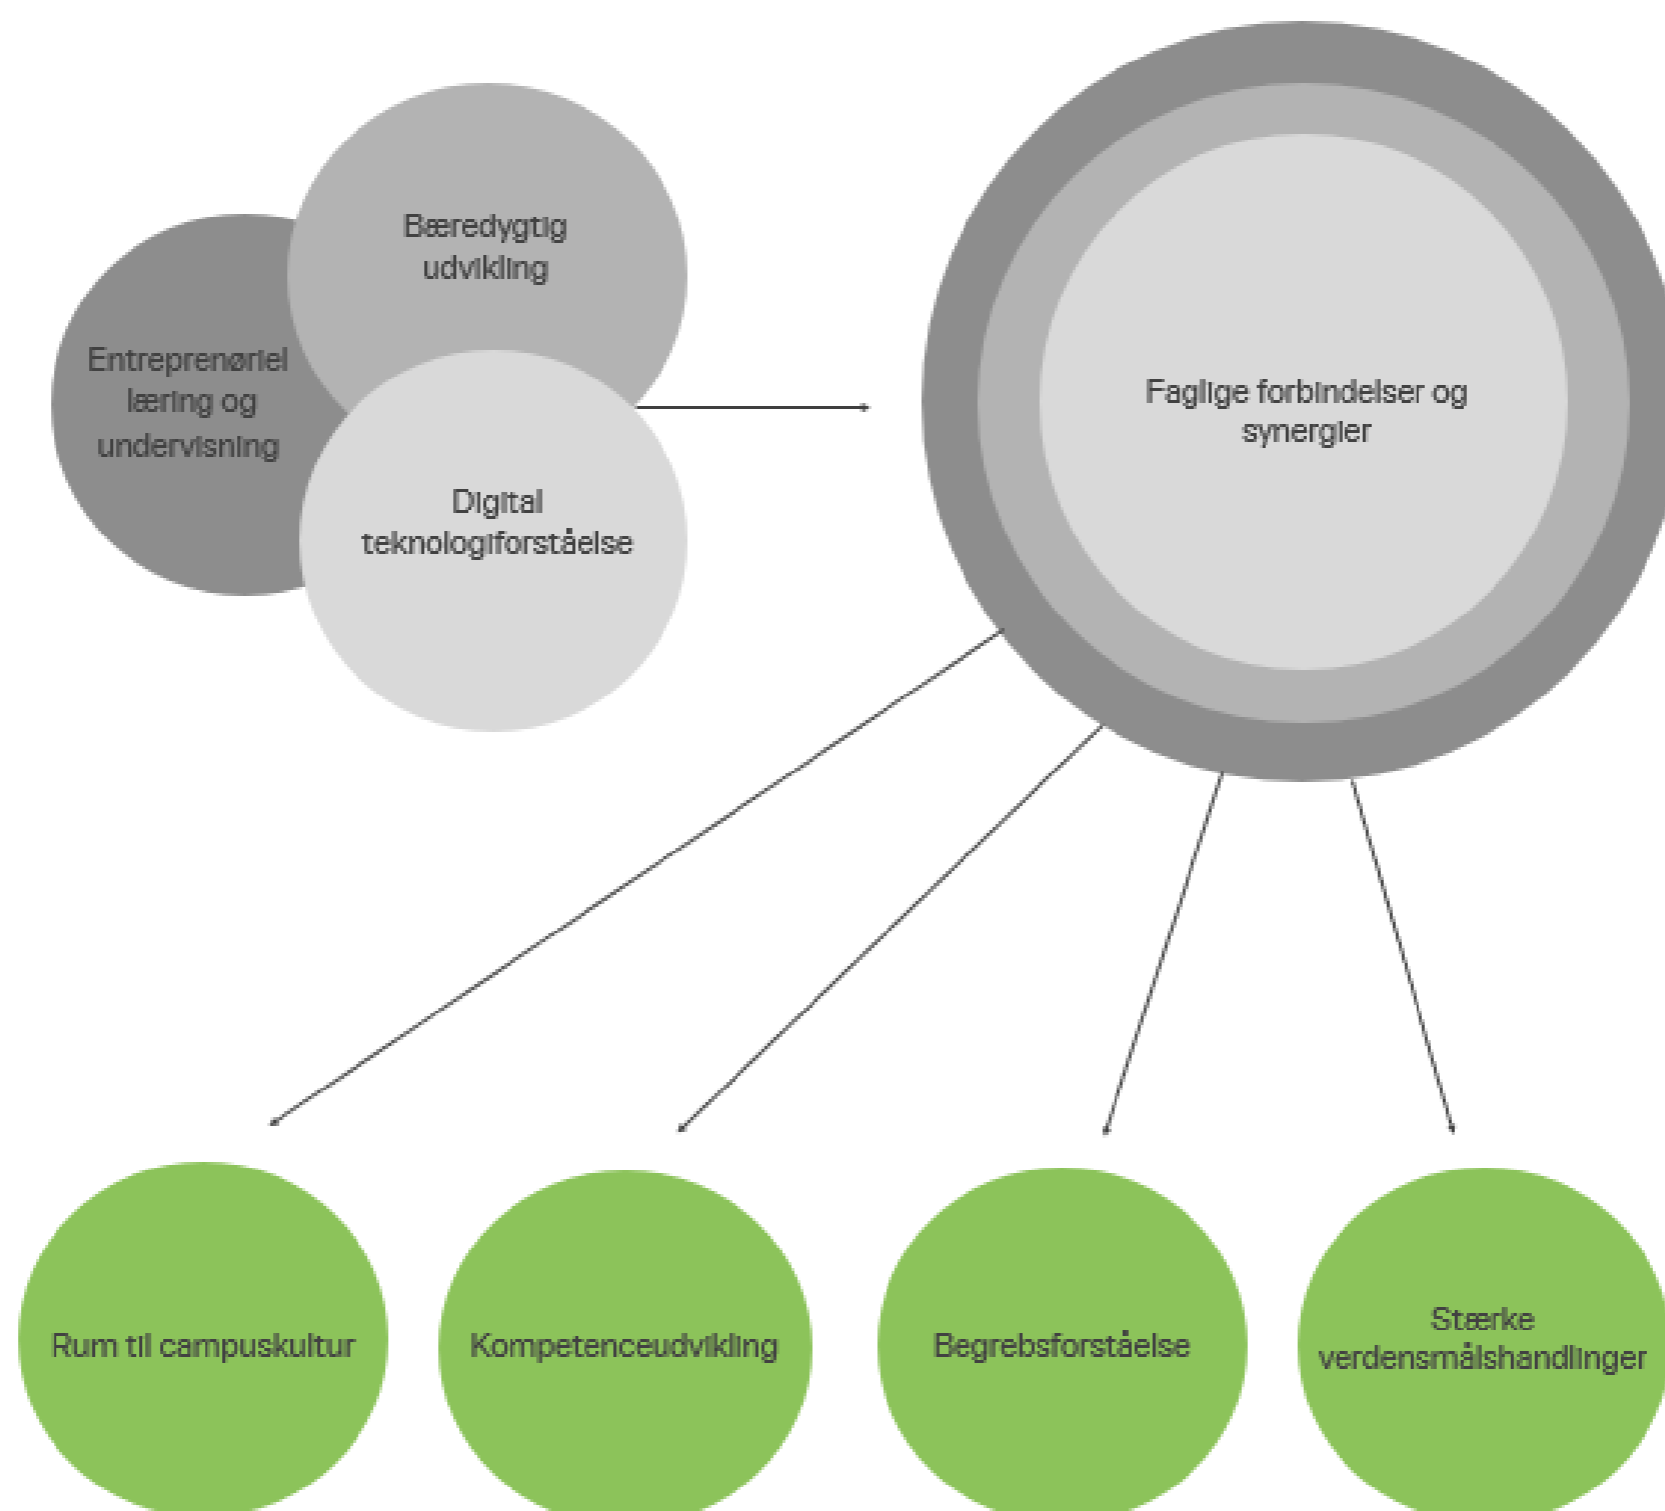 Bæredygtig
udvikling
Entreprenøriel
læring og
undervisning
Digital
teknologiforståelse
Faglige forbindelser og
synergier
Rum til campuskultur
Kompetenceudvikling
Begrebsforståelse
Stærke
verdensmålshandlinger